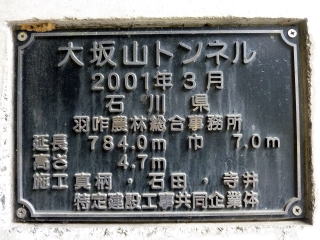 大坂山トンネル
2001年3月
石川県
羽咋農林総合事務所
延長 784.0m 巾 7.0m
高さ 4.7m
施工 真柄・石田・寺井
特定建設工事共同企業体